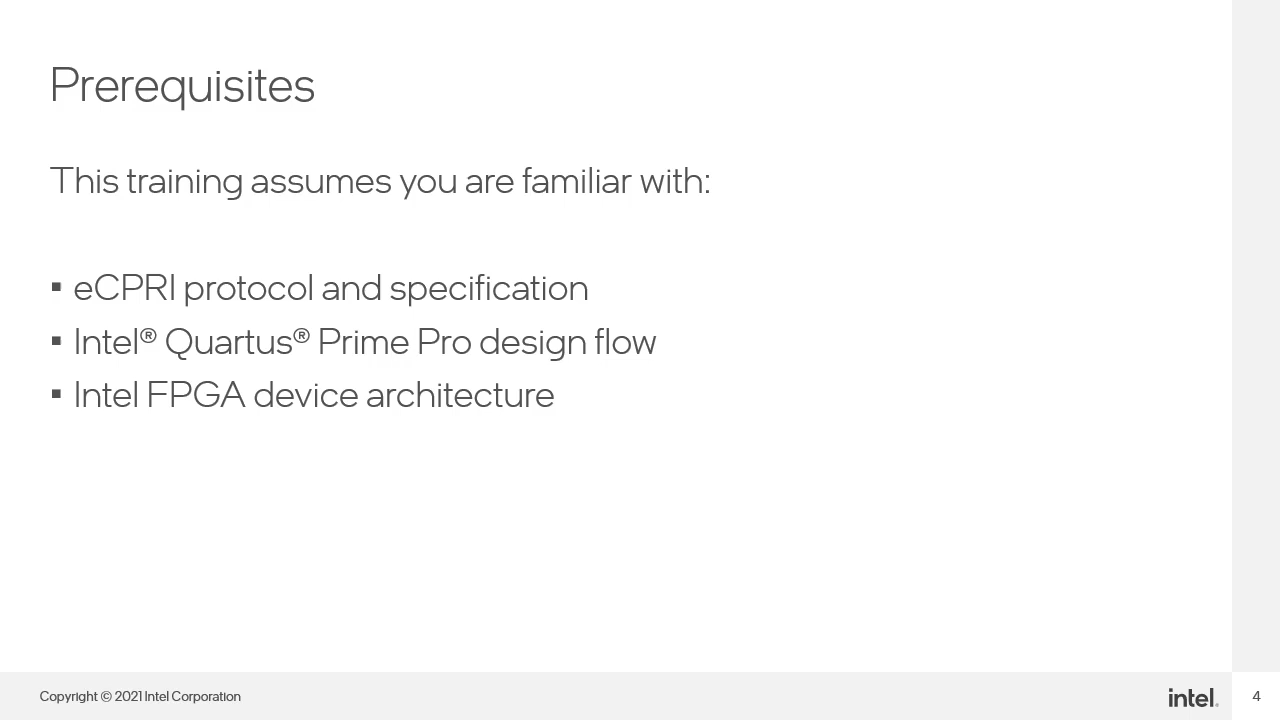 Prerequisites
This training assumes you are familiar with:
▪ eCPRI protocol and specification
▪ Intel® Quartus® Prime Pro design flow
▪ Intel FPGA device architecture
Copyright © 2021 Intel Corporation
intel.
4